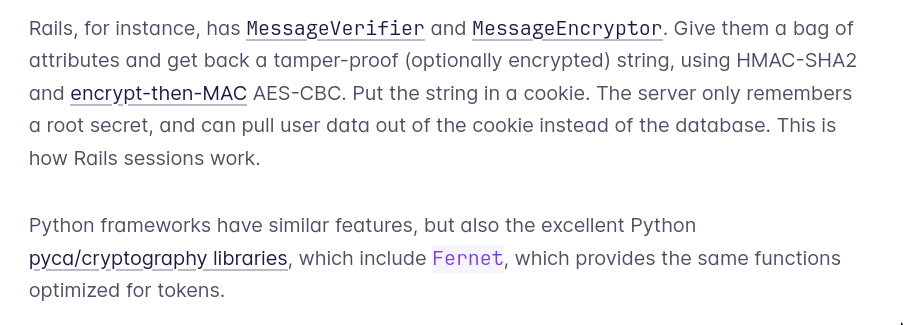 Rails, for instance, has MessageVerifier and MessageEncryptor. Give them a bag of
attributes and get back a tamper-proof (optionally encrypted) string, using HMAC-SHA2
and encrypt-then-MAC AES-CBC. Put the string in a cookie. The server only remembers
a root secret, and can pull user data out of the cookie instead of the database. This is
how Rails sessions work.
Python frameworks have similar features, but also the excellent Python
pyca/cryptography libraries, which include Fernet, which provides the same functions
optimized for tokens.